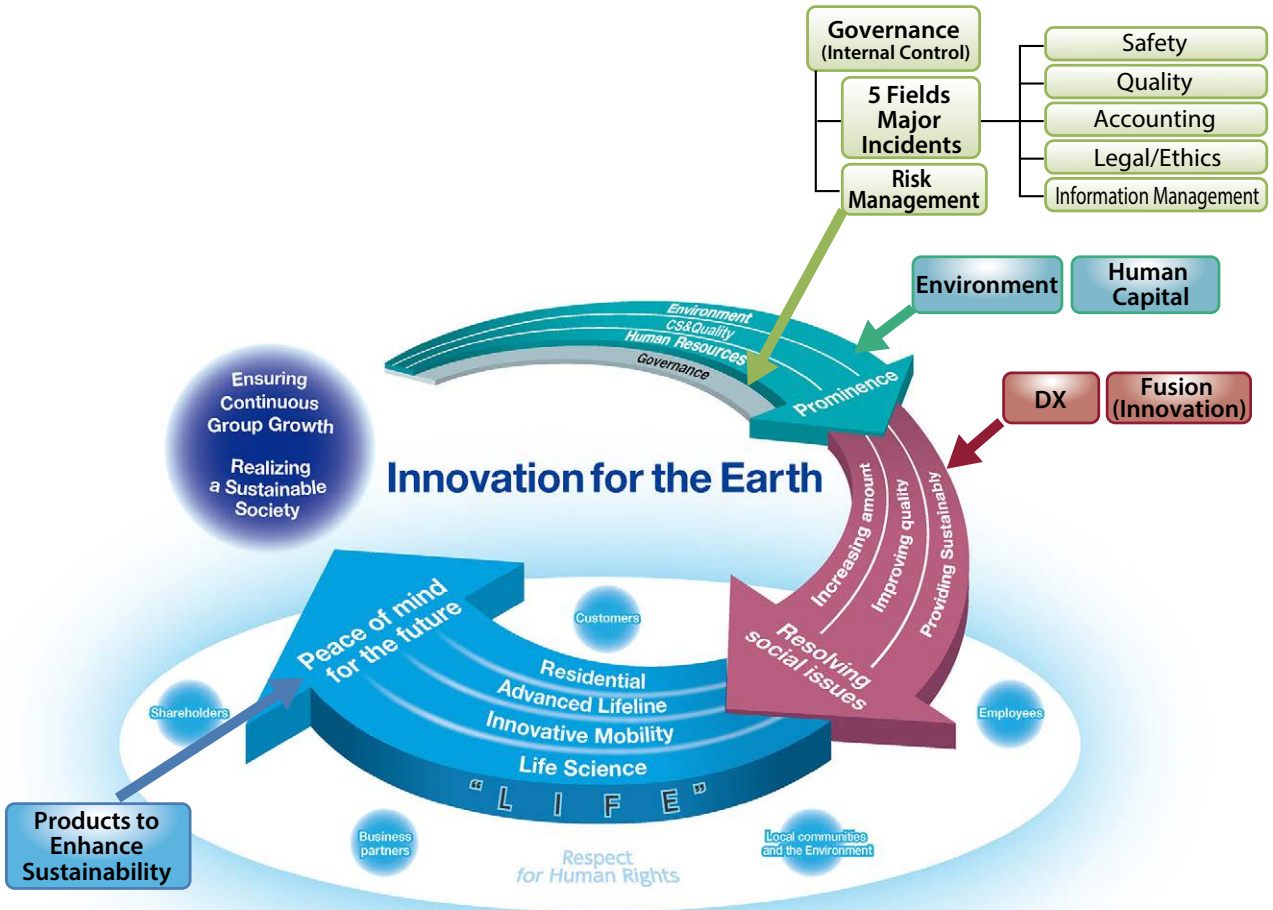 Governance
(Internal Control)
5 Fields
Major
Incidents
Risk
Management
Safety
Quality
Accounting
Legal/Ethics
Information Management
Environment
Human
Capital
DX
Fusion
(Innovation)
Environment
CS&Quality
Human Resources
Governance
Prominence
Ensuring
Continuous
Group Growth
Realizing
a Sustainable
Society
Innovation for the Earth
Increasing amount
Improving quality
Providing Sustainably
Resolving
social issues
Peace of mind
for the future
Residential
Advanced Lifeline
Innovative Mobility
Life Science
"LIFE"
Customers
Shareholders
Employees
Business
partners
Local communities
and the Environment
Respect
for Human Rights
Products to
Enhance
Sustainability